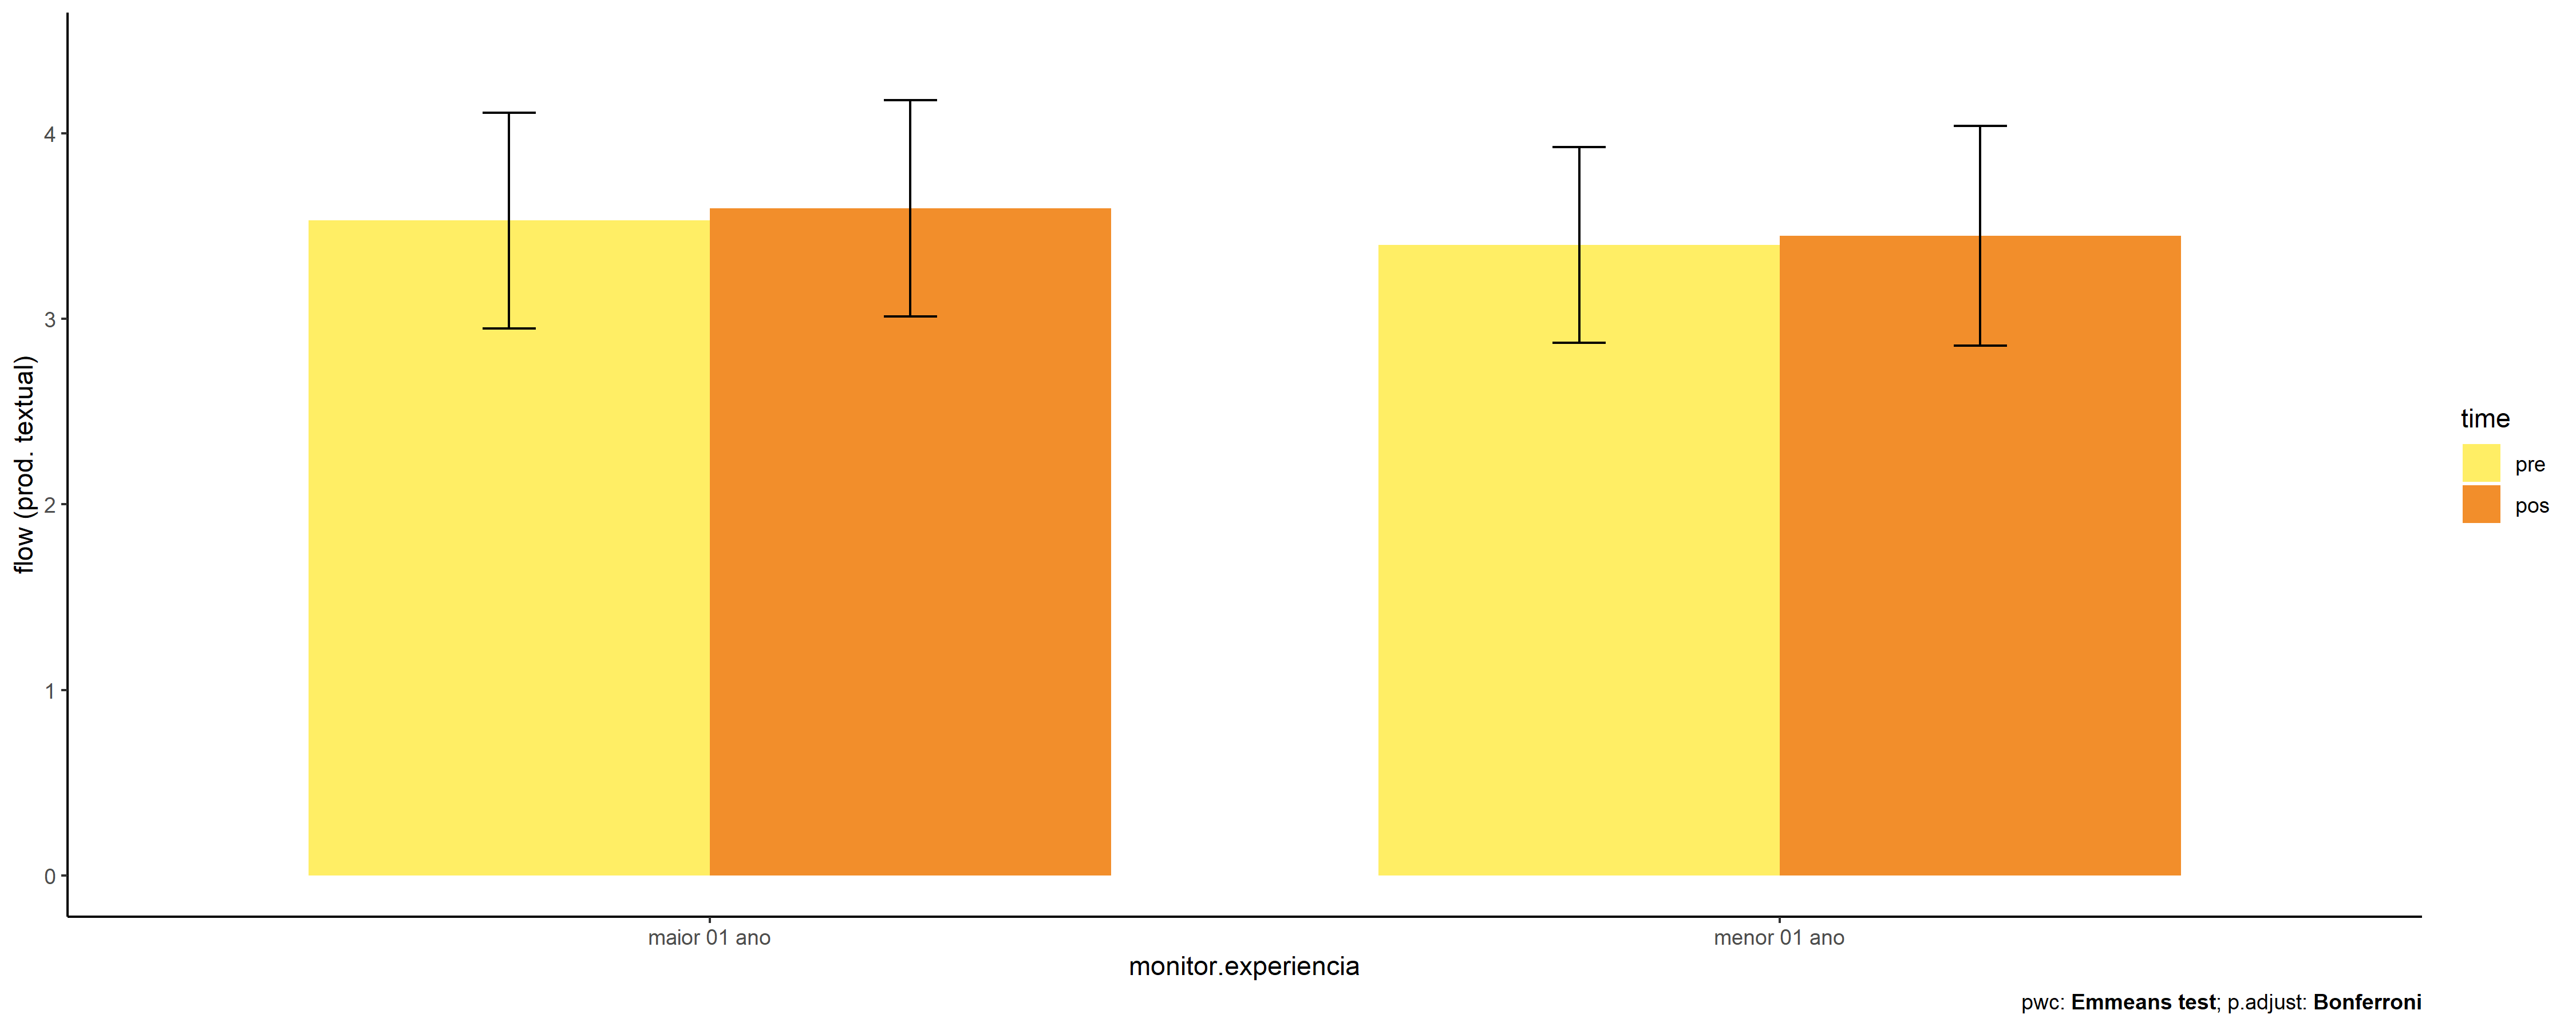 flow (prod. textual)
4
3
2
1
0
maior 01 ano
menor 01 ano
monitor.experiencia
time
pre
pos
pwc: Emmeans test; p.adjust: Bonferroni